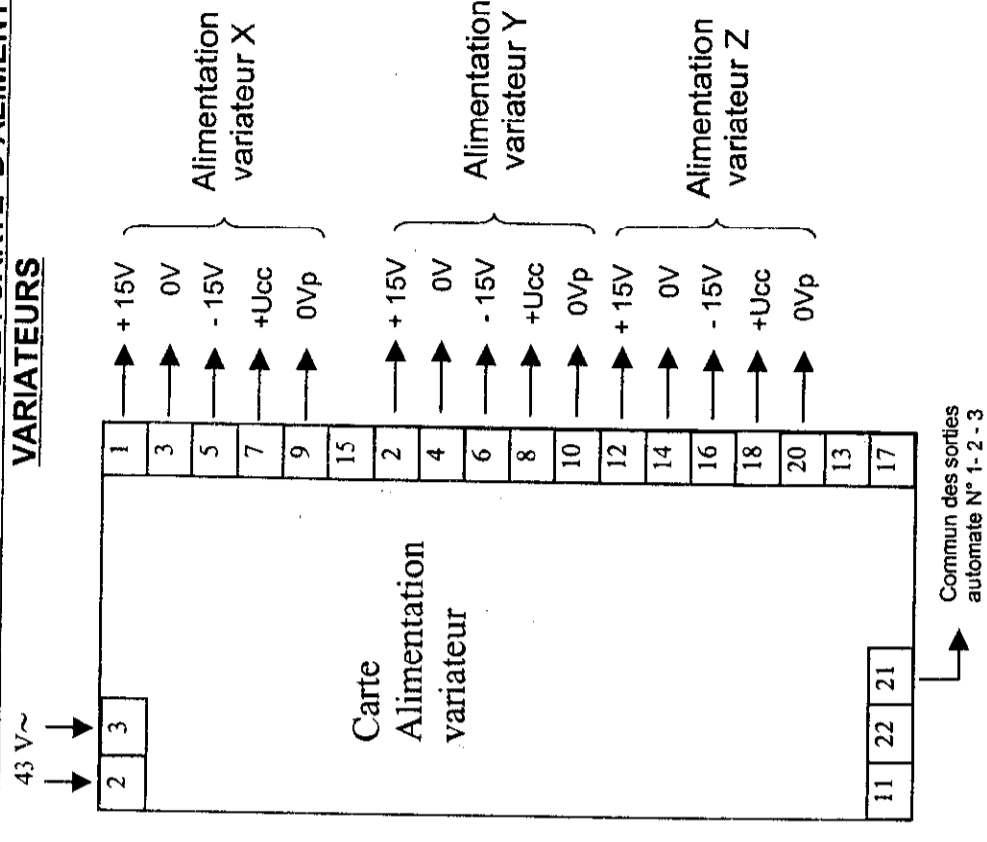 CARTE D'ALIMENT
VARIATEURS
43 V~
2
3
Carte
Alimentation
variateur
1
+ 15V
3
0V
5
- 15V
7
+Ucc
9
0Vp
Alimentation
variateur X
15
2
+ 15V
4
0V
6
- 15V
8
+Ucc
10
0Vp
Alimentation
variateur Y
12
+ 15V
14
0V
16
- 15V
18
+Ucc
20
0Vp
Alimentation
variateur Z
13
17
11
22
21
Commun des sorties
automate N° 1- 2 - 3